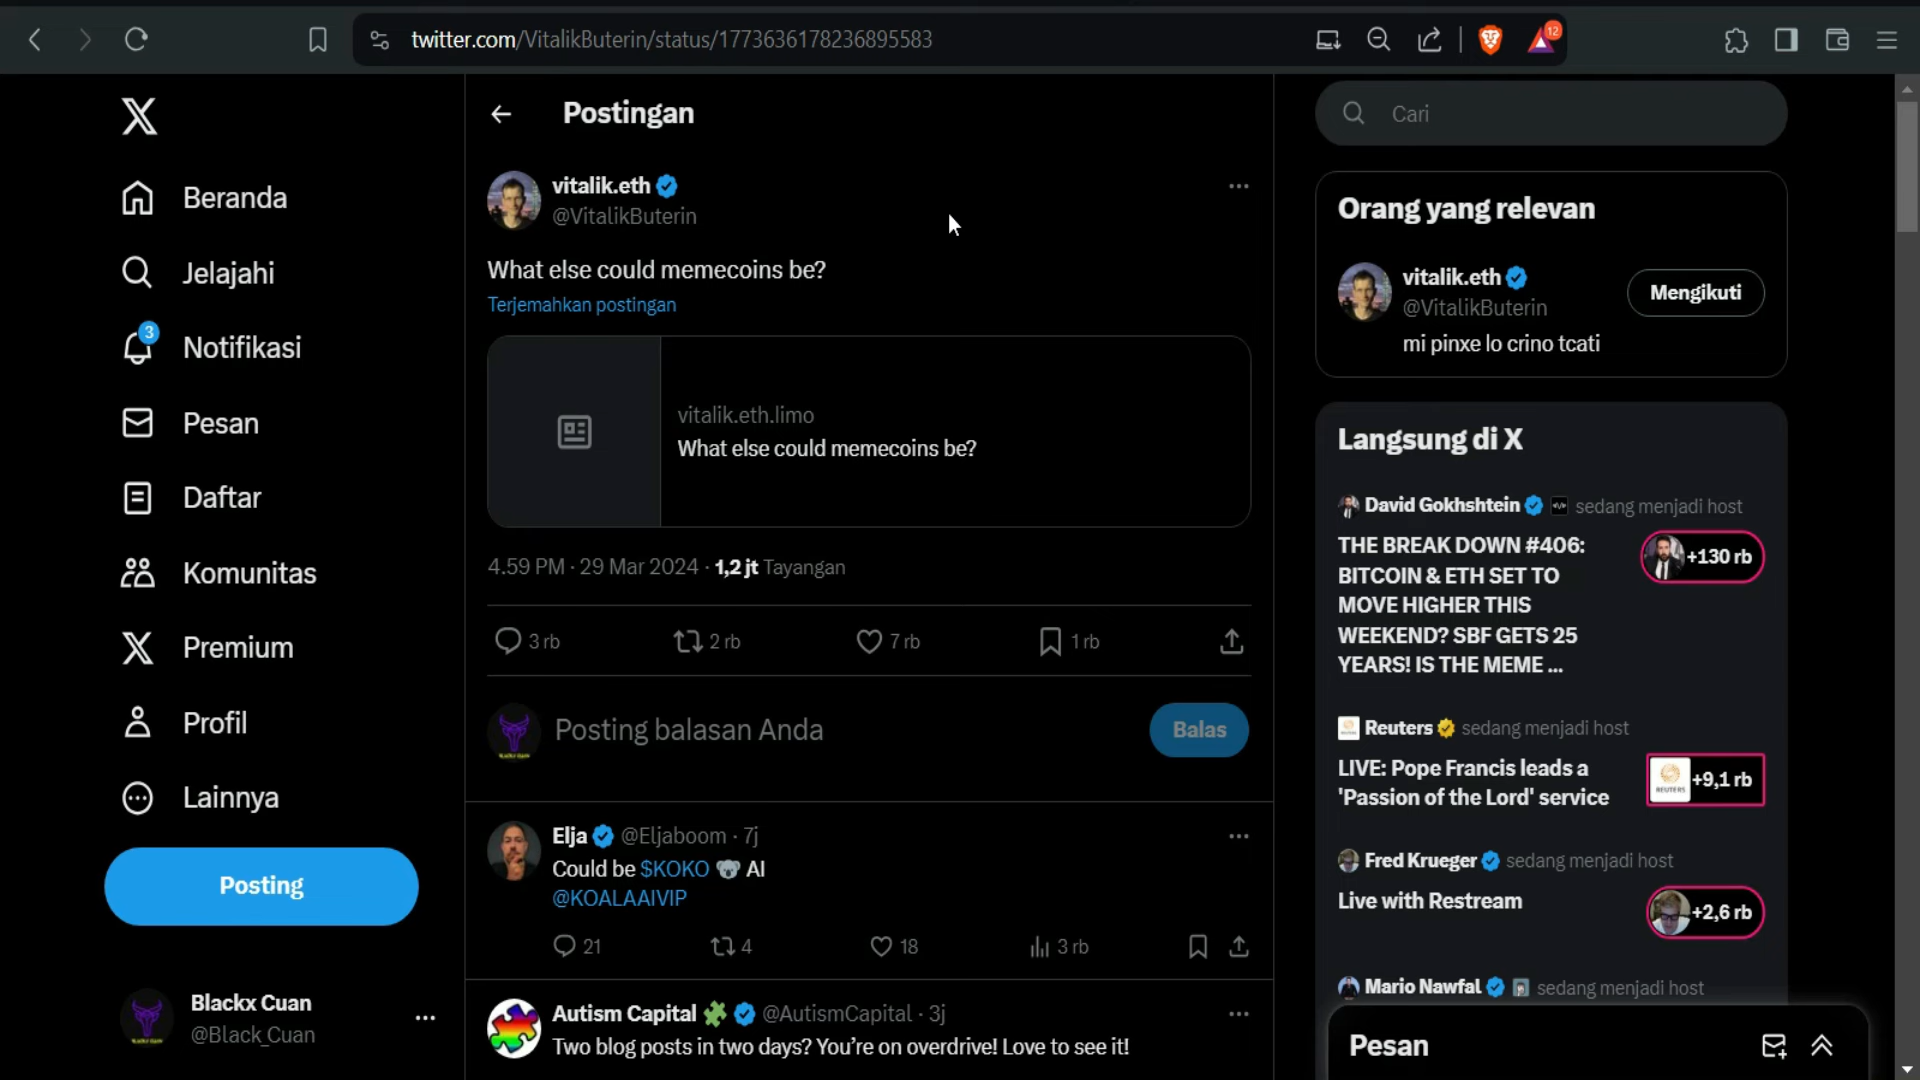 twitter.com/VitalikButerin/status/1773636178236895583
12
Beranda
Jelajahi
3
Notifikasi
Pesan
Daftar
Komunitas
Premium
Profil
Lainnya
Posting
Blackx Cuan
@Black_Cuan
Postingan
vitalik.eth
@VitalikButerin
What else could memecoins be?
Terjemahkan postingan
vitalik.eth.limo
What else could memecoins be?
4.59 PM · 29 Mar 2024 · 1,2 jt Tayangan
3 rb 2 rb 7 rb 1 rb
Posting balasan Anda
Balas
Elja @Eljaboom · 7j
Could be $KOKO 🐨 AI
@KOALAAIVIP
21 4 18 3 rb
Autism Capital 🧩 @AutismCapital · 3j
Two blog posts in two days? You’re on overdrive! Love to see it!
Cari
Orang yang relevan
vitalik.eth
@VitalikButerin
Mengikuti
mi pinxe lo crino tcati
Langsung di X
David Gokhshtein sedang menjadi host
THE BREAK DOWN #406:
BITCOIN & ETH SET TO
MOVE HIGHER THIS
WEEKEND? SBF GETS 25
YEARS! IS THE MEME ...
+130 rb
Reuters sedang menjadi host
LIVE: Pope Francis leads a
'Passion of the Lord' service
REUTERS
+9,1 rb
Fred Krueger sedang menjadi host
Live with Restream
+2,6 rb
Mario Nawfal sedang menjadi host
Pesan